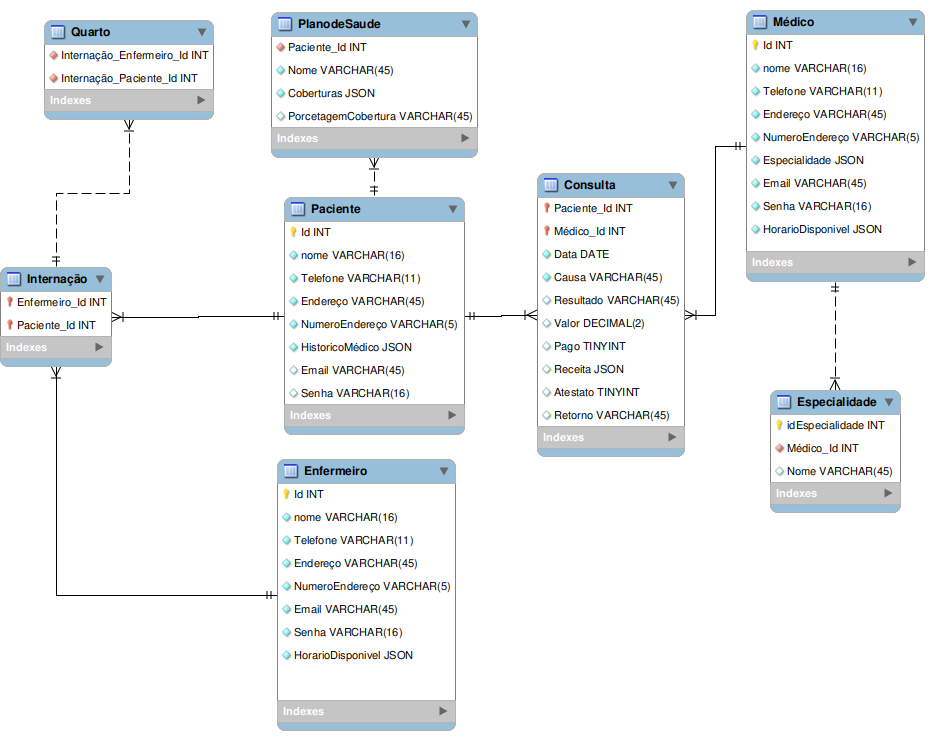 Quarto
Internação_Enfermeiro_Id INT
Internação_Paciente_Id INT
Indexes
PlanodeSaude
Paciente_Id INT
Nome VARCHAR(45)
Coberturas JSON
PorcetagemCobertura VARCHAR(45)
Indexes
Médico
Id INT
nome VARCHAR(16)
Telefone VARCHAR(11)
Endereço VARCHAR(45)
NumeroEndereço VARCHAR(5)
Especialidade JSON
Email VARCHAR(45)
Senha VARCHAR(16)
HorarioDisponivel JSON
Indexes
Paciente
Id INT
nome VARCHAR(16)
Telefone VARCHAR(11)
Endereço VARCHAR(45)
NumeroEndereço VARCHAR(5)
HistoricoMédico JSON
Email VARCHAR(45)
Senha VARCHAR(16)
Indexes
Consulta
Paciente_Id INT
Médico_Id INT
Data DATE
Causa VARCHAR(45)
Resultado VARCHAR(45)
Valor DECIMAL(2)
Pago TINYINT
Receita JSON
Atestato TINYINT
Retorno VARCHAR(45)
Indexes
Internação
Enfermeiro_Id INT
Paciente_Id INT
Indexes
Especialidade
idEspecialidade INT
Médico_Id INT
Nome VARCHAR(45)
Indexes
Enfermeiro
Id INT
nome VARCHAR(16)
Telefone VARCHAR(11)
Endereço VARCHAR(45)
NumeroEndereço VARCHAR(5)
Email VARCHAR(45)
Senha VARCHAR(16)
HorarioDisponivel JSON
Indexes